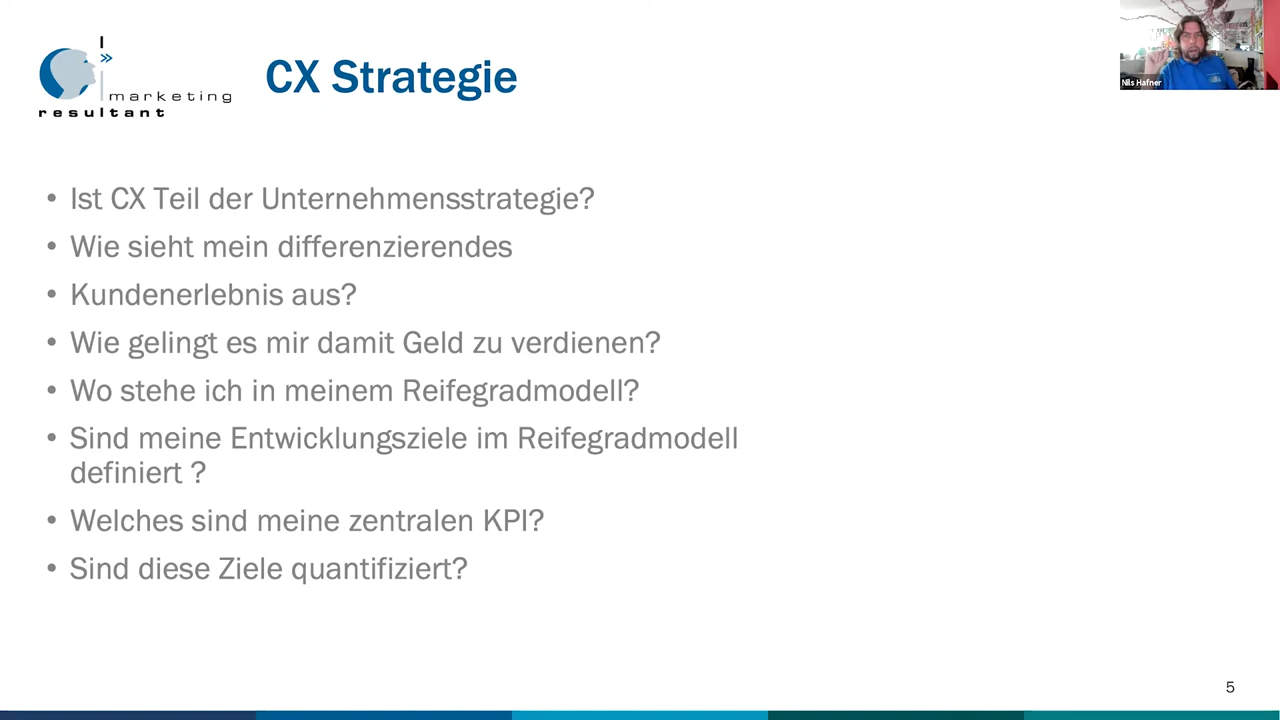 marketing
resultant
CX Strategie
Nils Hafner
• Ist CX Teil der Unternehmensstrategie?
• Wie sieht mein differenzierendes
• Kundenerlebnis aus?
• Wie gelingt es mir damit Geld zu verdienen?
• Wo stehe ich in meinem Reifegradmodell?
• Sind meine Entwicklungsziele im Reifegradmodell
definiert ?
• Welches sind meine zentralen KPI?
• Sind diese Ziele quantifiziert?
5